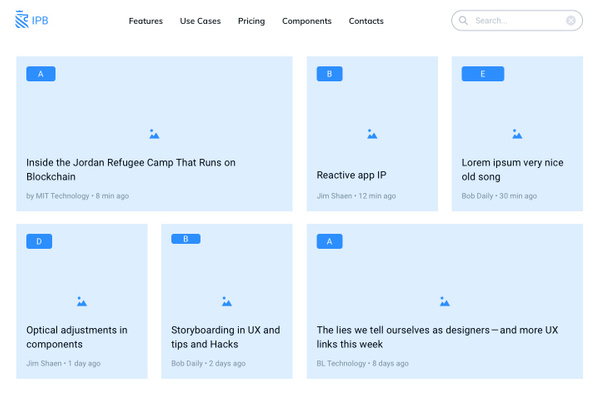 IPB
Features Use Cases Pricing Components Contacts
Search...
A
Inside the Jordan Refugee Camp That Runs on
Blockchain
by MIT Technology • 8 min ago
B
Reactive app IP
Jim Shaen • 12 min ago
E
Lorem ipsum very nice
old song
Bob Daily • 30 min ago
D
Optical adjustments in
components
Jim Shaen • 1 day ago
B
Storyboarding in UX and
tips and Hacks
Bob Daily • 2 days ago
A
The lies we tell ourselves as designers — and more UX
links this week
BL Technology • 8 days ago